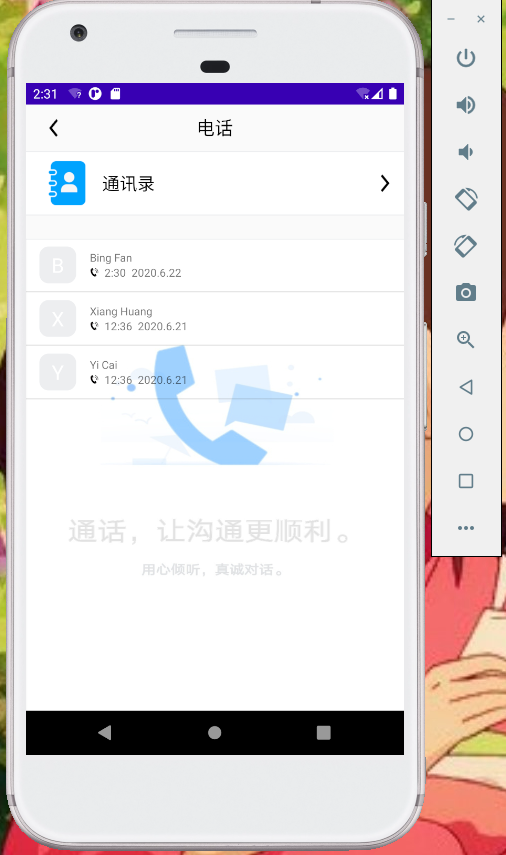 2:31
电话
通讯录
B
Bing Fan
2:30 2020.6.22
X
Xiang Huang
12:36 2020.6.21
Y
Yi Cai
12:36 2020.6.21
通话，让沟通更顺利。
用心倾听，真诚对话。